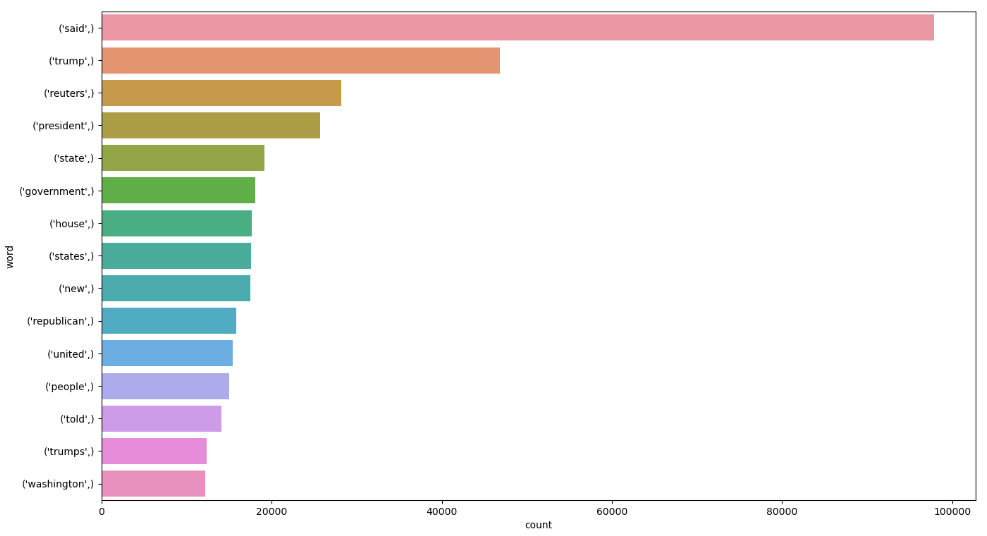 ('said',)
('trump',)
('reuters',)
('president',)
('state',)
('government',)
('house',)
('states',)
('new',)
('republican',)
('united',)
('people',)
('told',)
('trumps',)
('washington',)
word
0 20000 40000 60000 80000 100000
count